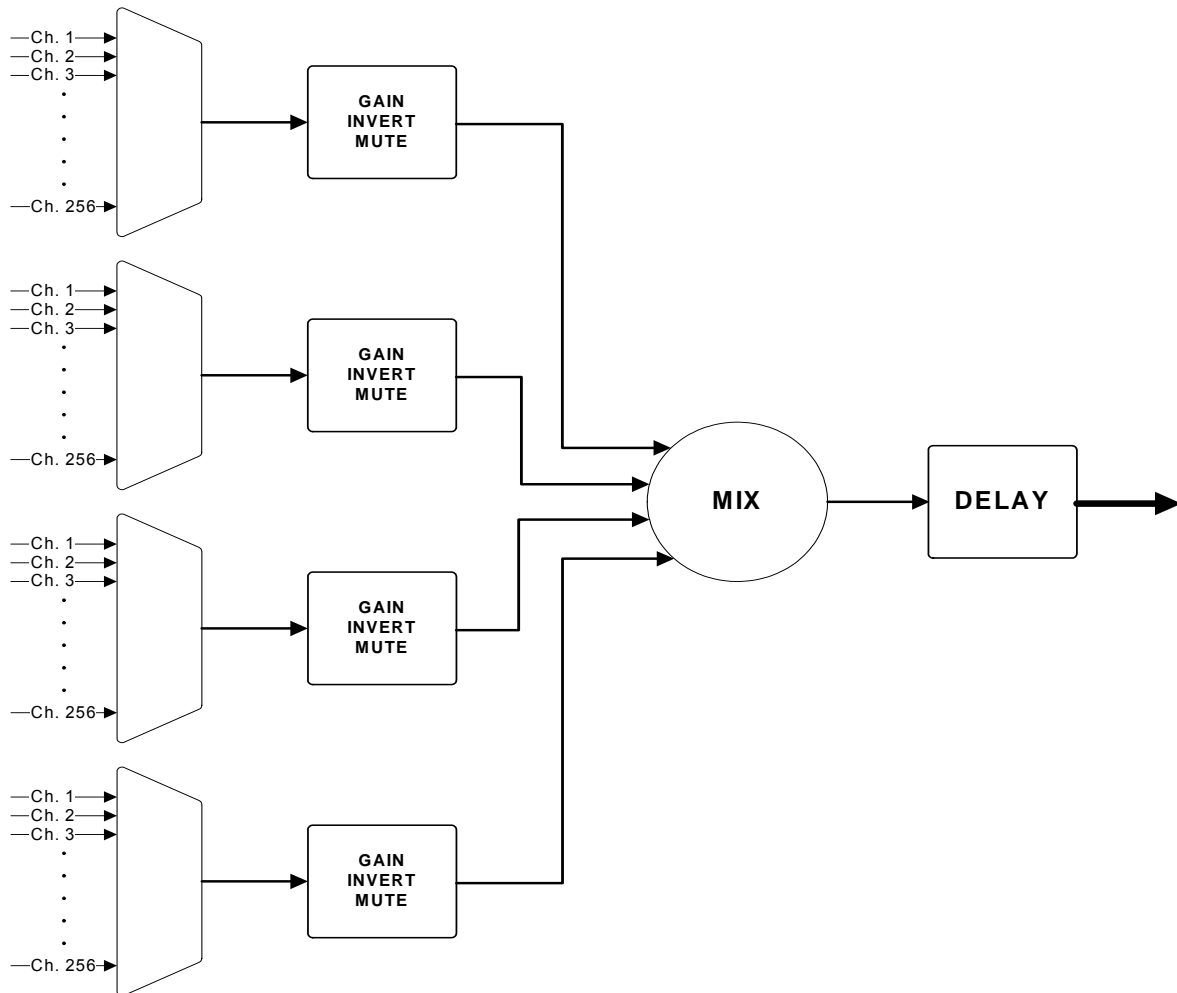 Ch. 1
Ch. 2
Ch. 3
Ch. 256
GAIN
INVERT
MUTE
Ch. 1
Ch. 2
Ch. 3
Ch. 256
GAIN
INVERT
MUTE
MIX
DELAY
Ch. 1
Ch. 2
Ch. 3
Ch. 256
GAIN
INVERT
MUTE
Ch. 1
Ch. 2
Ch. 3
Ch. 256
GAIN
INVERT
MUTE